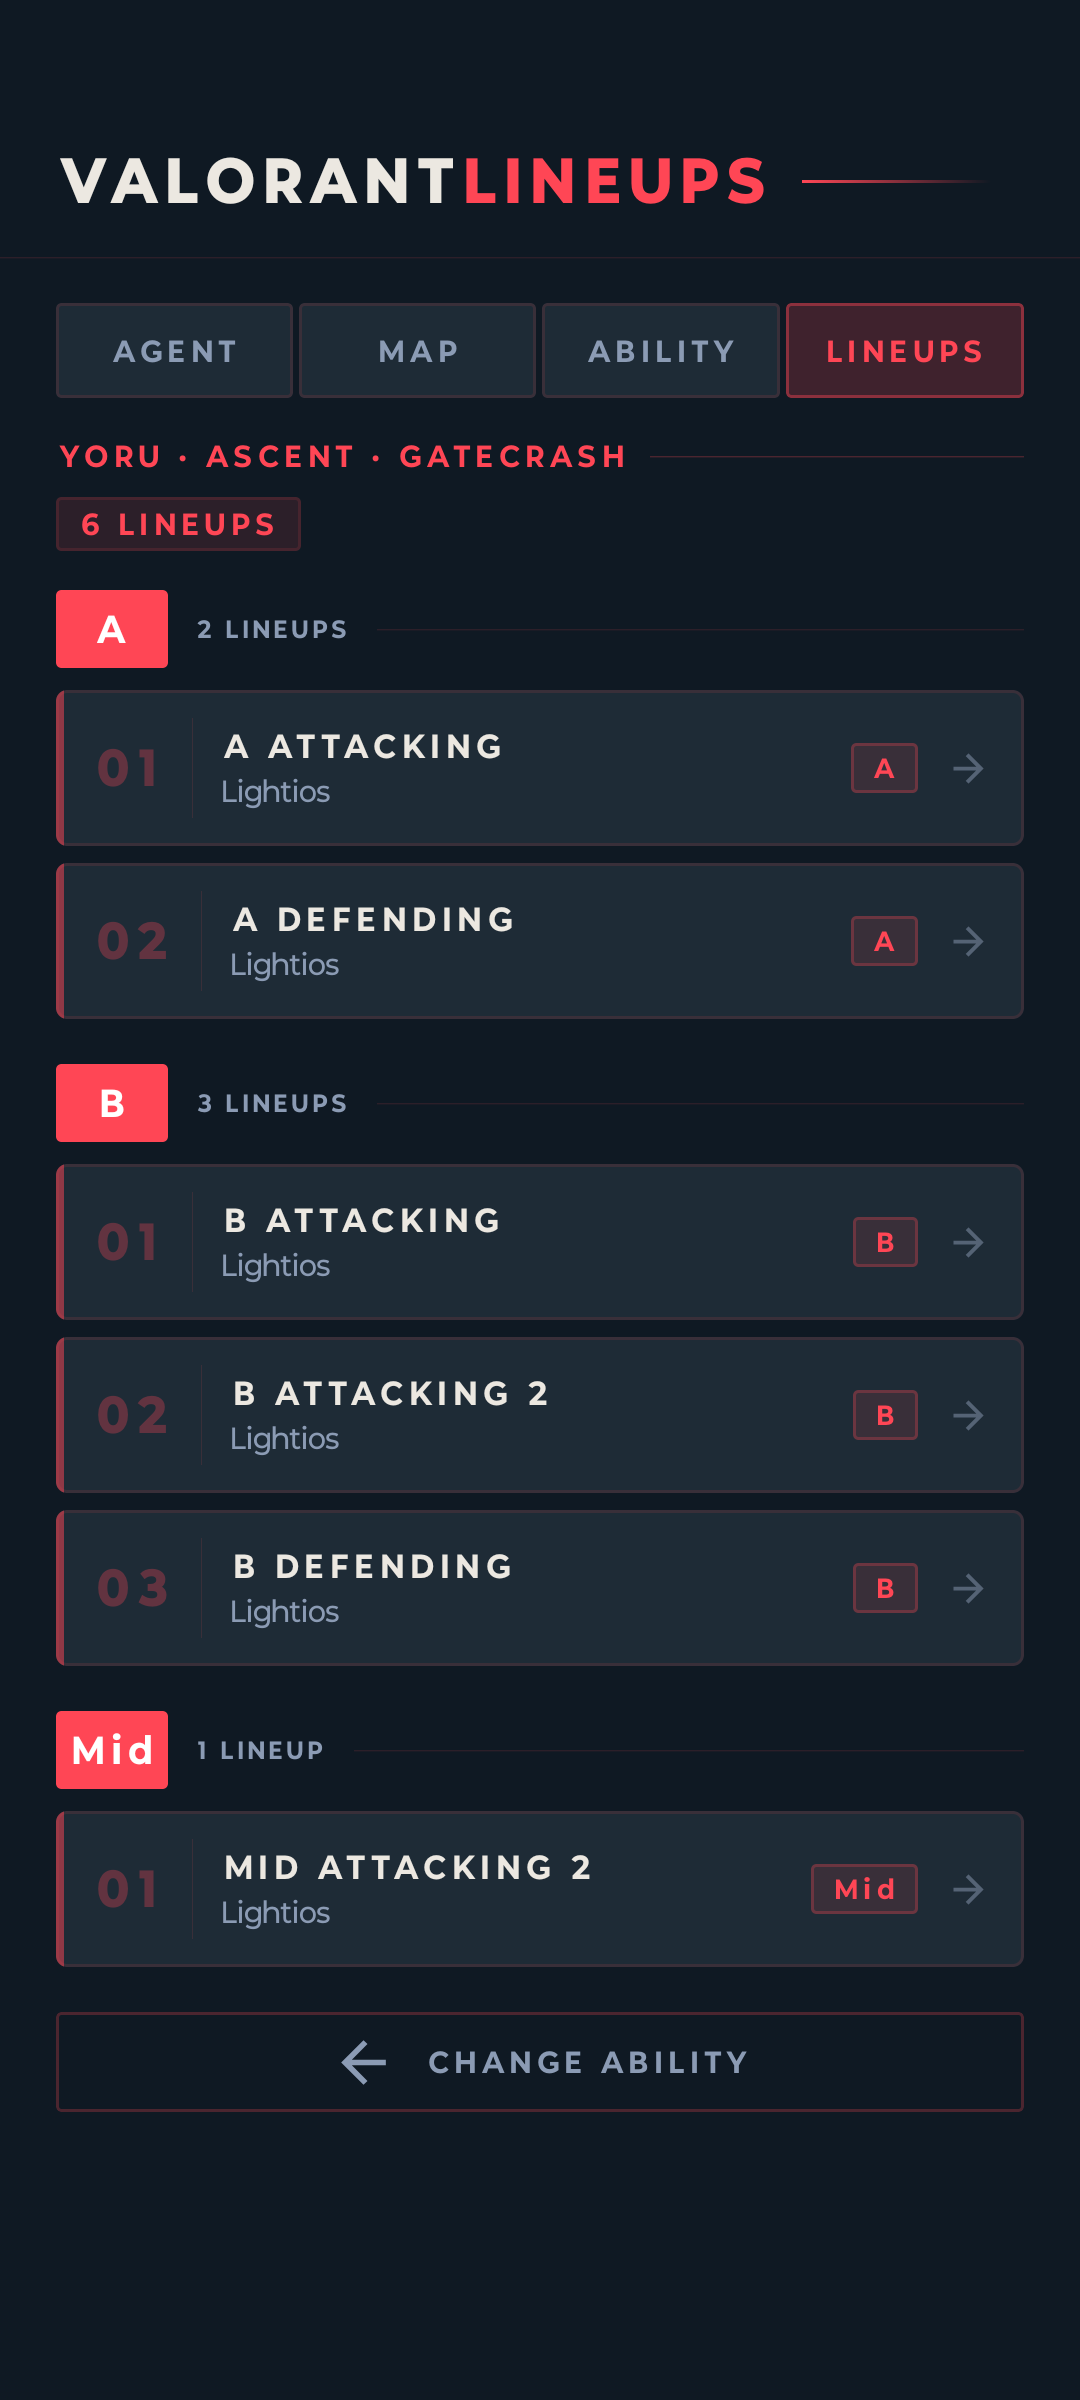 VALORANTLINEUPS
AGENT MAP ABILITY LINEUPS
YORU · ASCENT · GATECRASH
6 LINEUPS
A 2 LINEUPS
01 A ATTACKING A
Lightios
02 A DEFENDING A
Lightios
B 3 LINEUPS
01 B ATTACKING B
Lightios
02 B ATTACKING 2 B
Lightios
03 B DEFENDING B
Lightios
Mid 1 LINEUP
01 MID ATTACKING 2 Mid
Lightios
CHANGE ABILITY